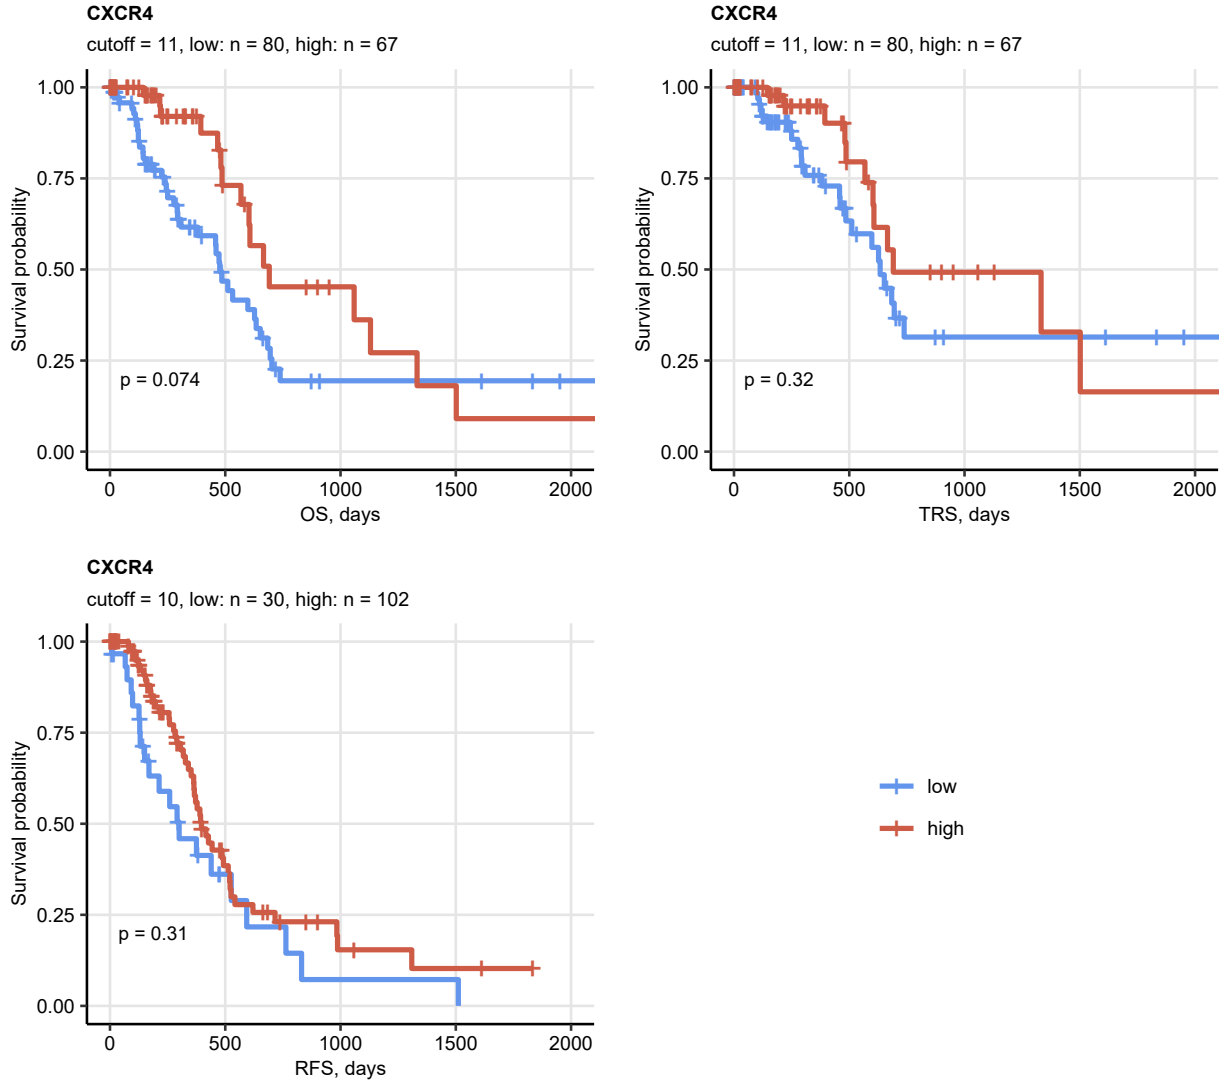 CXCR4
cutoff = 11, low: n = 80, high: n = 67
1.00
0.75
0.50
0.25
0.00
Survival probability
p = 0.074
0 500 1000 1500 2000
OS, days
CXCR4
cutoff = 11, low: n = 80, high: n = 67
1.00
0.75
0.50
0.25
0.00
Survival probability
p = 0.32
0 500 1000 1500 2000
TRS, days
CXCR4
cutoff = 10, low: n = 30, high: n = 102
1.00
0.75
0.50
0.25
0.00
Survival probability
p = 0.31
0 500 1000 1500 2000
RFS, days
low
high